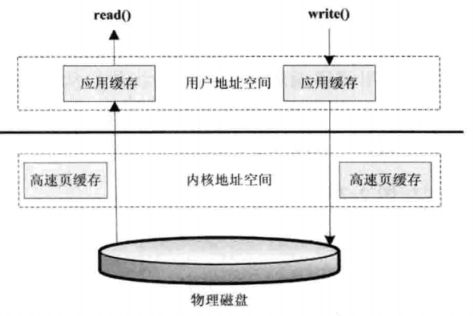 read() write()
应用缓存 用户地址空间 应用缓存
高速页缓存 内核地址空间 高速页缓存
物理磁盘